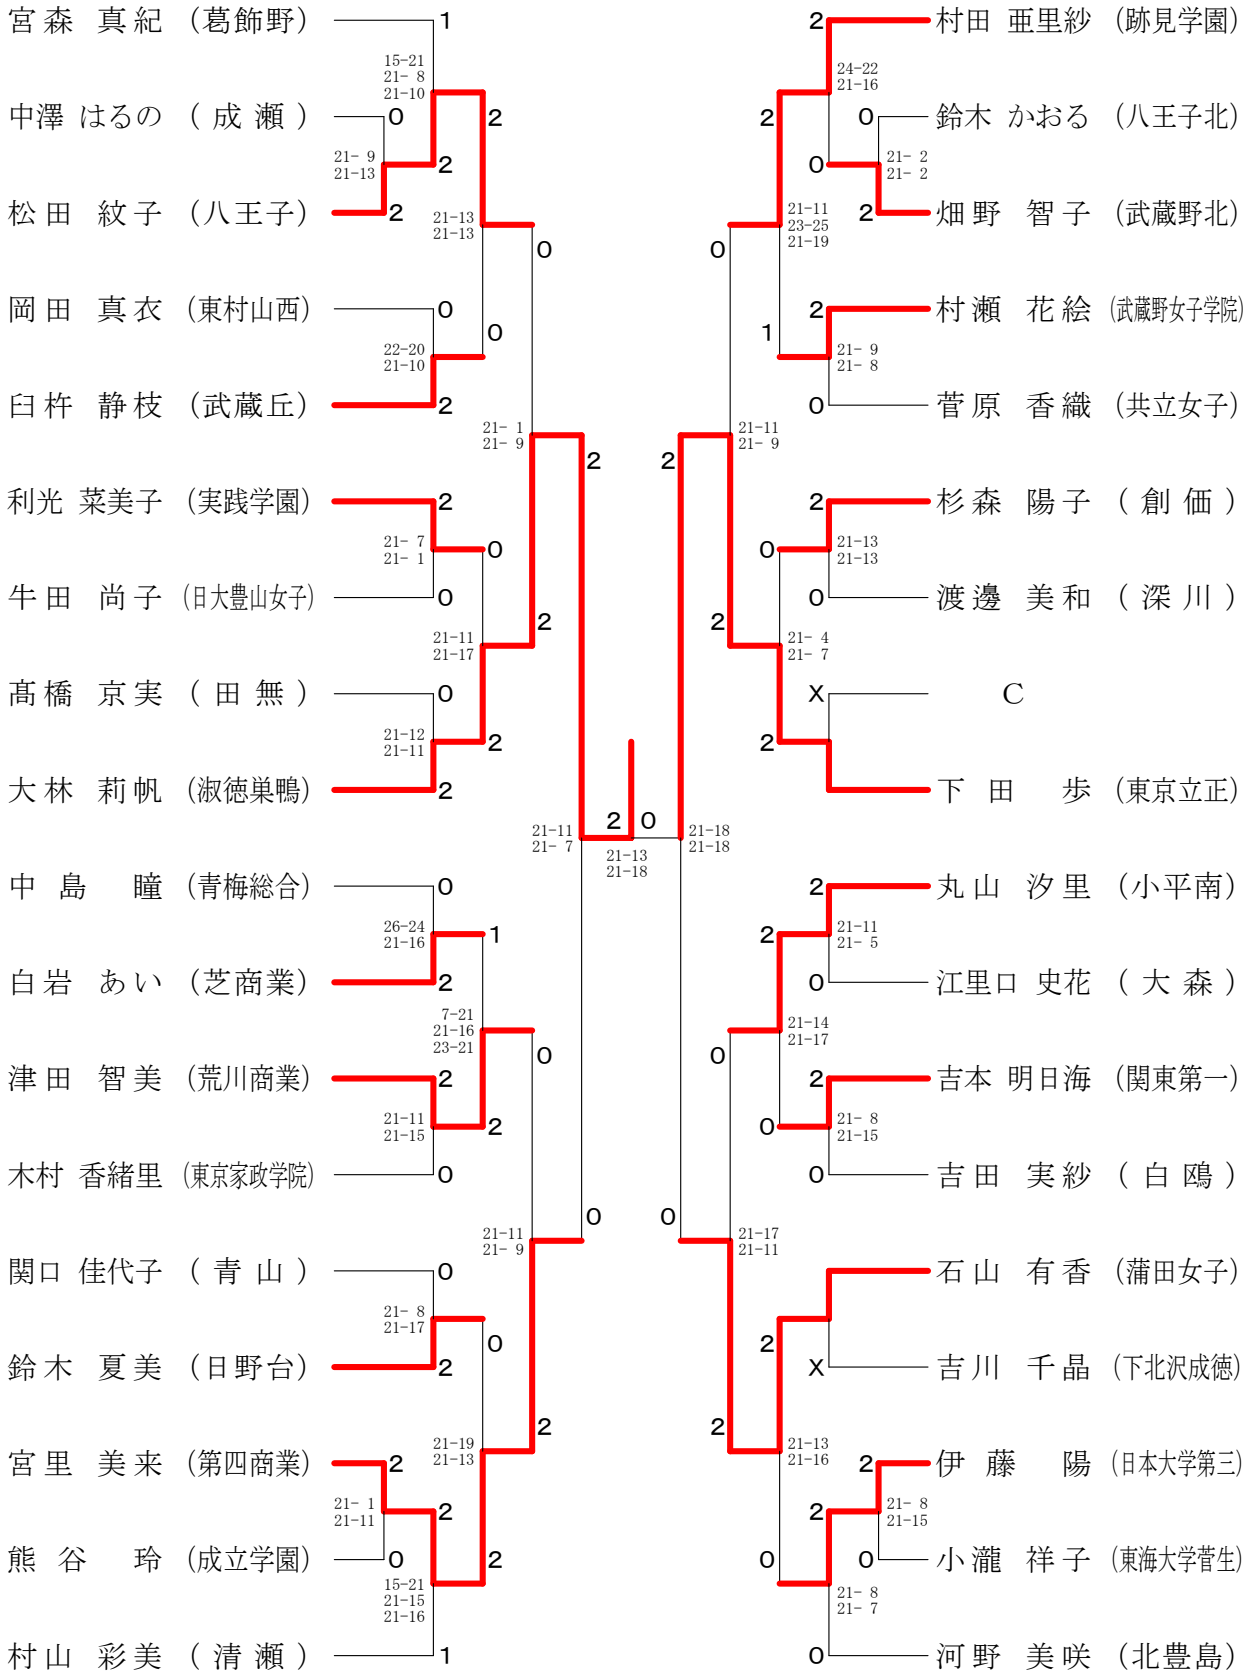 宮森 真紀 (葛飾野) 1 2 村田 亜里紗 (跡見学園)
15-21 24-22
21- 8 21-16
21-10
中澤 はるの (成瀬) 0 2 2 0 鈴木 かおる (八王子北)
21- 9 2 0 21- 2
21-13 21- 2
松田 紋子 (八王子) 2 21-13 21-11 2 畑野 智子 (武蔵野北)
21-13 23-25
0 0 21-19
岡田 真衣 (東村山西) 0 2 村瀬 花絵 (武蔵野女子学院)
0 1
22-20 21- 9
21-10 21- 8
臼杵 静枝 (武蔵丘) 2 0 菅原 香織 (共立女子)
21- 1 21-11
21- 9 21- 9
2 2
利光 菜美子 (実践学園) 2 2 杉森 陽子 (創価)
21- 7 0 0 21-13
21- 1 21-13
牛田 尚子 (日大豊山女子) 0 0 渡邊 美和 (深川)
2 2
21-11 21- 4
21-17 21- 7
髙橋 京実 (田無) 0 X C
21-12 2 2
21-11
大林 莉帆 (淑徳巣鴨) 2 下田 歩 (東京立正)
21-11 2 0 21-18
21- 7 21-13 21-18
21-18
中島 瞳 (青梅総合) 0 2 丸山 汐里 (小平南)
26-24 1 2 21-11
21-16 21- 5
白岩 あい (芝商業) 2 0 江里口 史花 (大森)
7-21 21-14
21-16 21-17
23-21 0 0
津田 智美 (荒川商業) 2 2 吉本 明日海 (関東第一)
21-11 2 0 21- 8
21-15 21-15
木村 香緒里 (東京家政学院) 0 0 吉田 実紗 (白鴎)
0 0
21-11 21-17
21- 9 21-11
関口 佳代子 (青山) 0 石山 有香 (蒲田女子)
21- 8 0 2
21-17
鈴木 夏美 (日野台) 2 X 吉川 千晶 (下北沢成徳)
2 2
21-19 21-13
21-13 21-16
宮里 美来 (第四商業) 2 2 伊藤 陽 (日本大学第三)
21- 1 2 2 21- 8
21-11 21-15
熊谷 玲 (成立学園) 0 2 0 0 小瀧 祥子 (東海大学菅生)
15-21 21- 8
21-15 21- 7
21-16
村山 彩美 (清瀬) 1 0 河野 美咲 (北豊島)